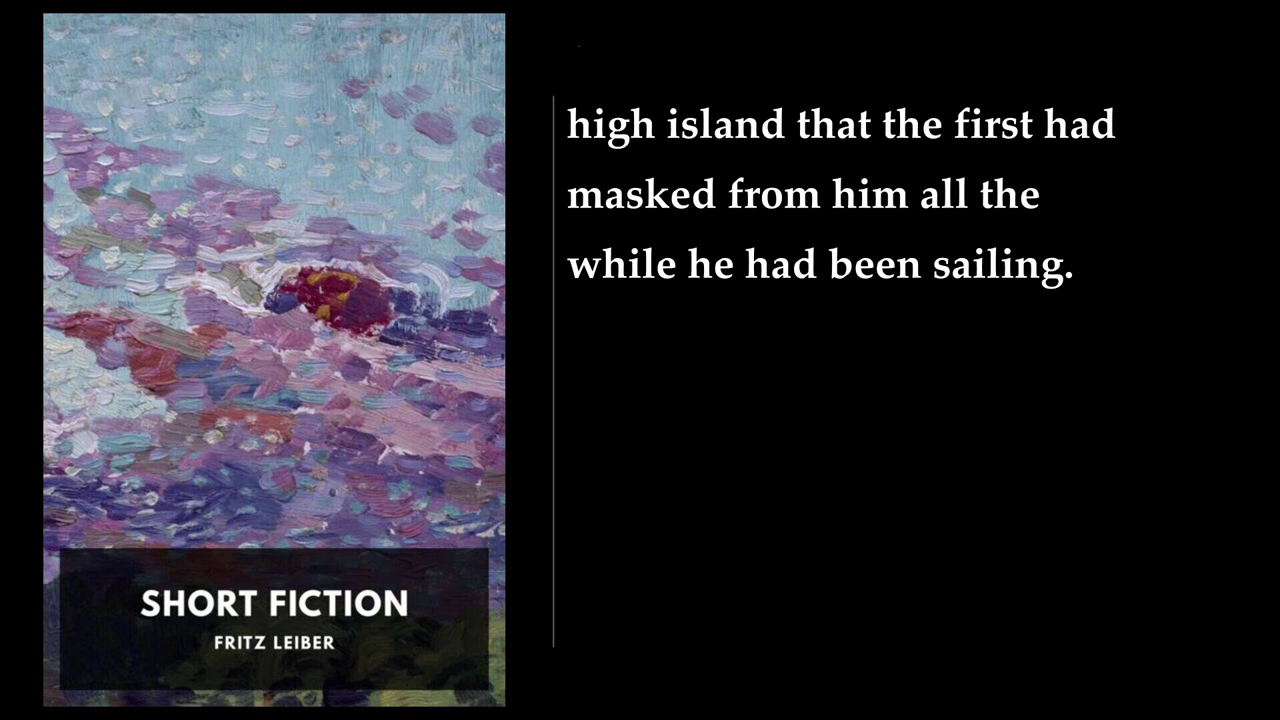 high island that the first had
masked from him all the
while he had been sailing.
SHORT FICTION
FRITZ LEIBER